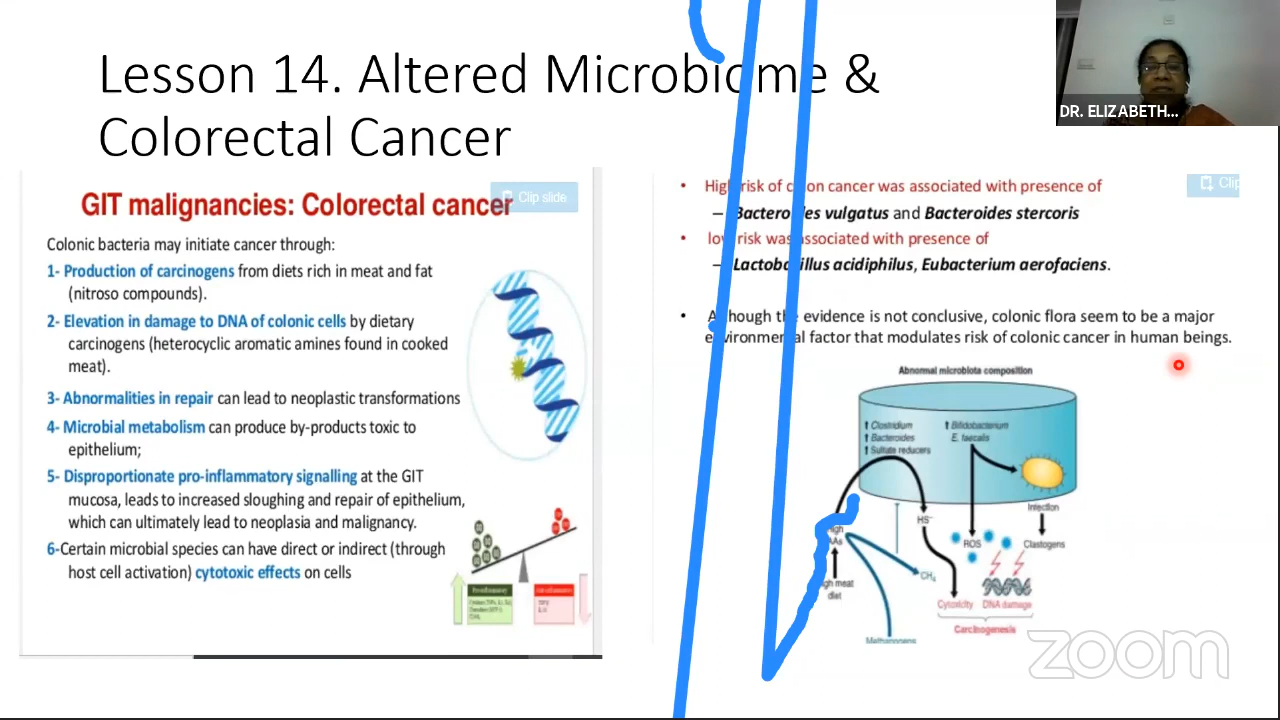 Lesson 14. Altered Microbiome &
Colorectal Cancer
DR. ELIZABETH...
GIT malignancies: Colorectal cancer
Clip slide
Colonic bacteria may initiate cancer through:
1- Production of carcinogens from diets rich in meat and fat
(nitroso compounds).
2- Elevation in damage to DNA of colonic cells by dietary
carcinogens (heterocyclic aromatic amines found in cooked
meat).
3- Abnormalities in repair can lead to neoplastic transformations
4- Microbial metabolism can produce by-products toxic to
epithelium;
5- Disproportionate pro-inflammatory signalling at the GIT
mucosa, leads to increased sloughing and repair of epithelium,
which can ultimately lead to neoplasia and malignancy.
6-Certain microbial species can have direct or indirect (through
host cell activation) cytotoxic effects on cells
Clip
• High risk of colon cancer was associated with presence of
– Bacteroides vulgatus and Bacteroides stercoris
• low risk was associated with presence of
– Lactobacillus acidiphilus, Eubacterium aerofaciens.
• Although the evidence is not conclusive, colonic flora seem to be a major
environmental factor that modulates risk of colonic cancer in human beings.
Abnormal microbiota composition
↑ Clostridium
↑ Bacteroides
↑ Sulfate reducers
↑ Bifidobacterium
E. faecalis
Infection
HS⁻
ROS
Clastogens
High
AAs
CH₄
High meat
diet
Cytoxicity
DNA damage
Carcinogenesis
Methanogens
zoom